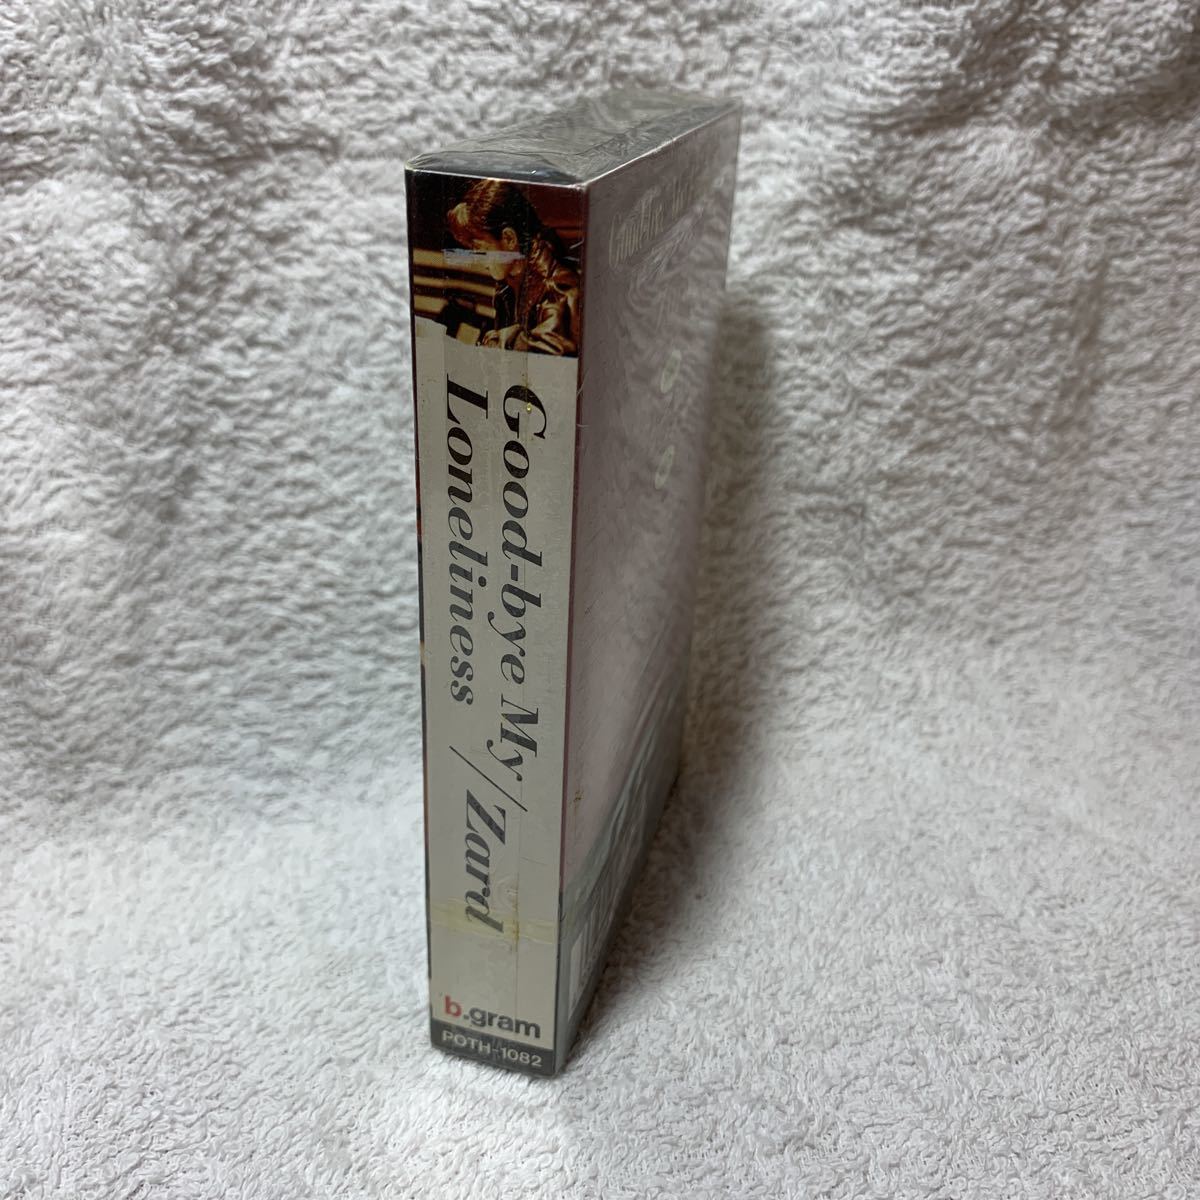 Good-bye My
Loneliness
/Zard
b.gram
POTH-1082